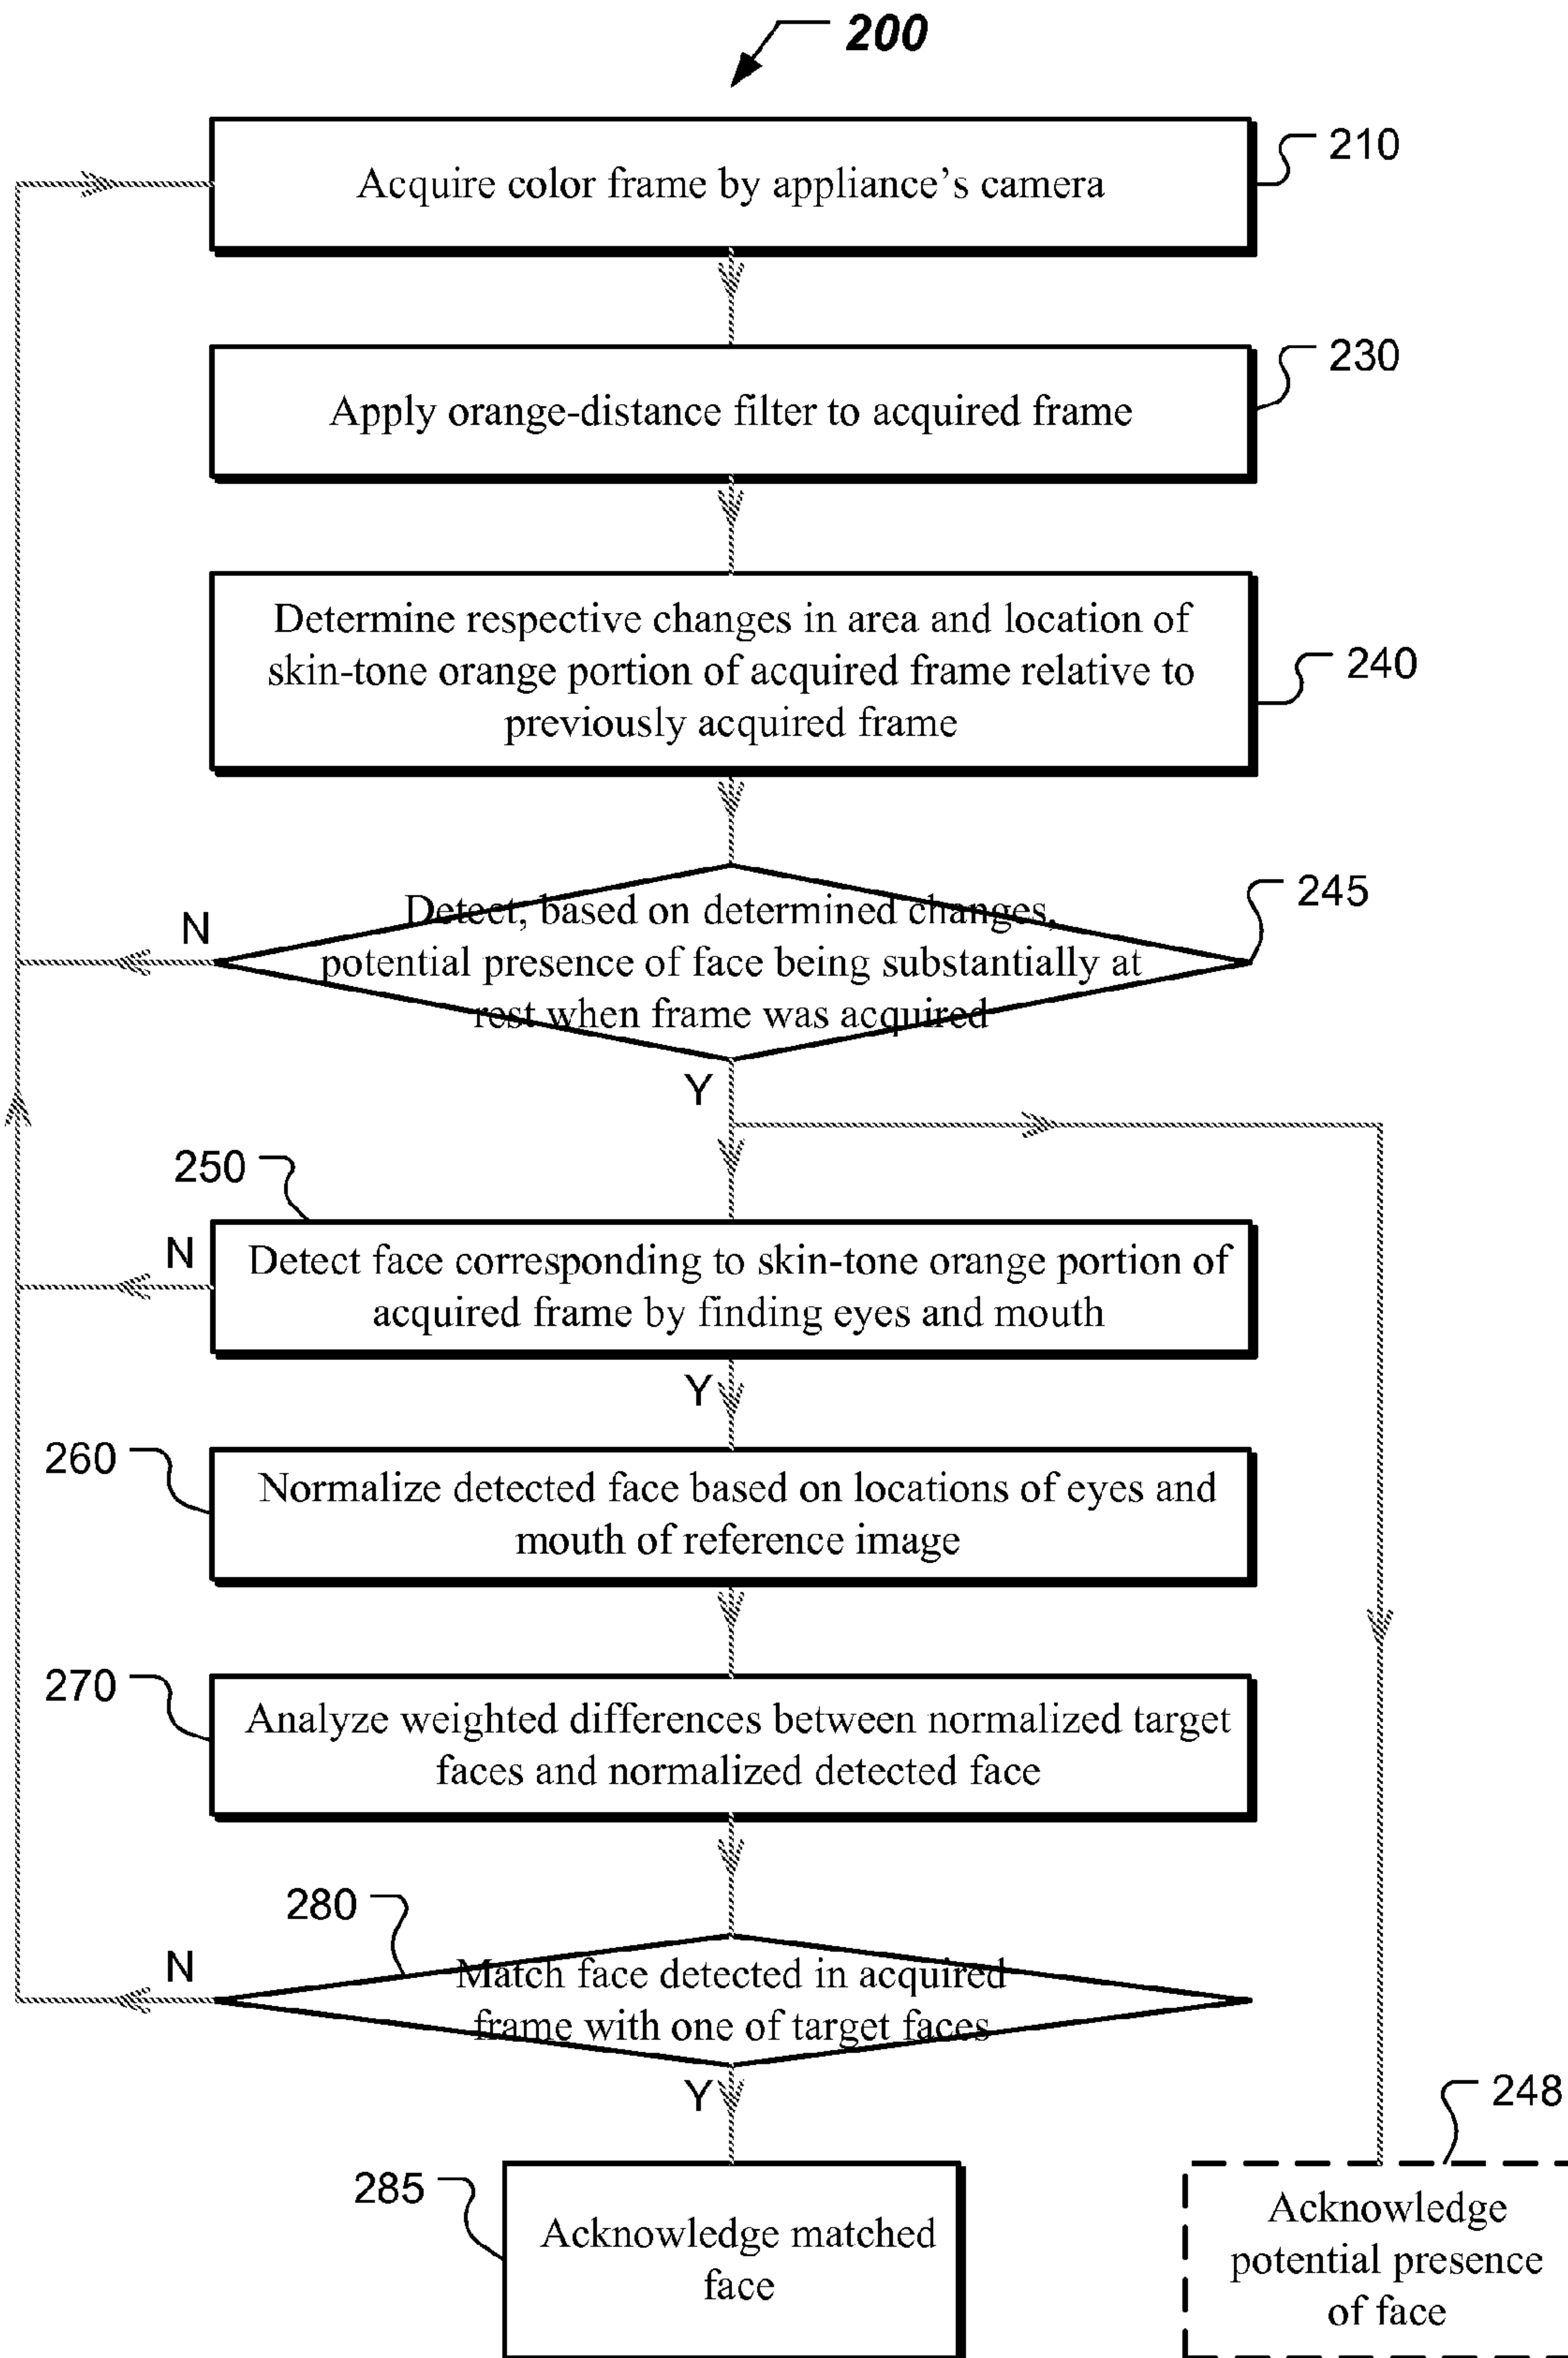 200
Acquire color frame by appliance's camera
210
Apply orange-distance filter to acquired frame
230
Determine respective changes in area and location of
skin-tone orange portion of acquired frame relative to
previously acquired frame
240
Detect, based on determined changes,
potential presence of face being substantially at
rest when frame was acquired
245
N
Y
250
N
Detect face corresponding to skin-tone orange portion of
acquired frame by finding eyes and mouth
Y
260
Normalize detected face based on locations of eyes and
mouth of reference image
270
Analyze weighted differences between normalized target
faces and normalized detected face
280
N
Match face detected in acquired
frame with one of target faces
Y
285
Acknowledge matched
face
248
Acknowledge
potential presence
of face